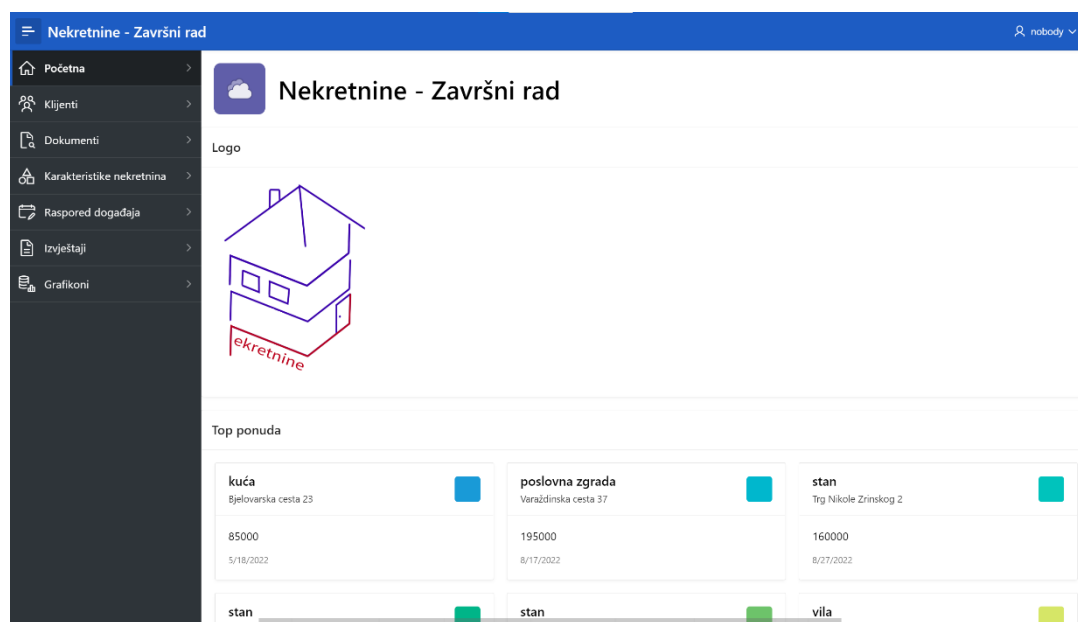 Nekretnine - Završni rad
nobody
Početna
Klijenti
Dokumenti
Karakteristike nekretnina
Raspored događaja
Izvještaji
Grafikoni
Nekretnine - Završni rad
Logo
ekretnine
Top ponuda
kuća
Bjelovarska cesta 23
85000
5/18/2022
poslovna zgrada
Varaždinska cesta 37
195000
8/17/2022
stan
Trg Nikole Zrinskog 2
160000
8/27/2022
stan
stan
vila